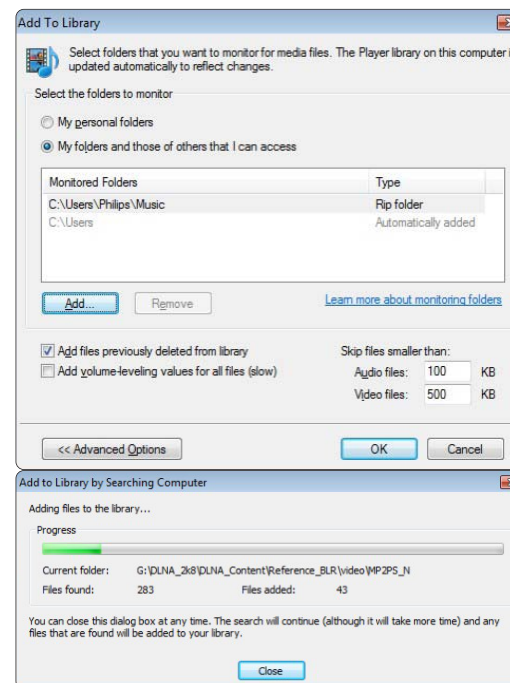 Add To Library
Select folders that you want to monitor for media files. The Player library on this computer
updated automatically to reflect changes.
Select the folders to monitor
My personal folders
My folders and those of others that I can access
Monitored Folders Type
C:\Users\Philips\Music Rip folder
C:\Users Automatically added
Add... Remove Learn more about monitoring folders
Add files previously deleted from library Skip files smaller than:
Add volume-leveling values for all files (slow) Audio files: 100 KB
Video files: 500 KB
<< Advanced Options OK Cancel
Add to Library by Searching Computer
Adding files to the library...
Progress
Current folder: G:\DLNA_2k8\DLNA_Content\Reference_BLR\video\MP2PS_N
Files found: 283 Files added: 43
You can close this dialog box at any time. The search will continue (although it will take more time) and any
files that are found will be added to your library.
Close